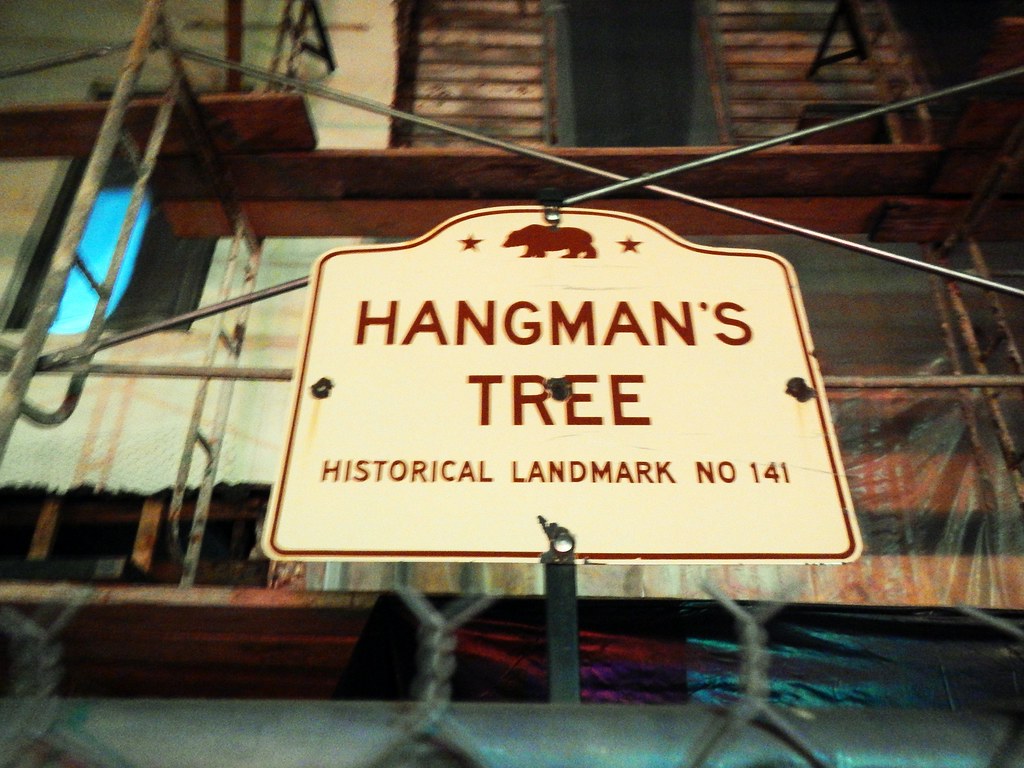 HANGMAN'S
TREE
HISTORICAL LANDMARK NO 141